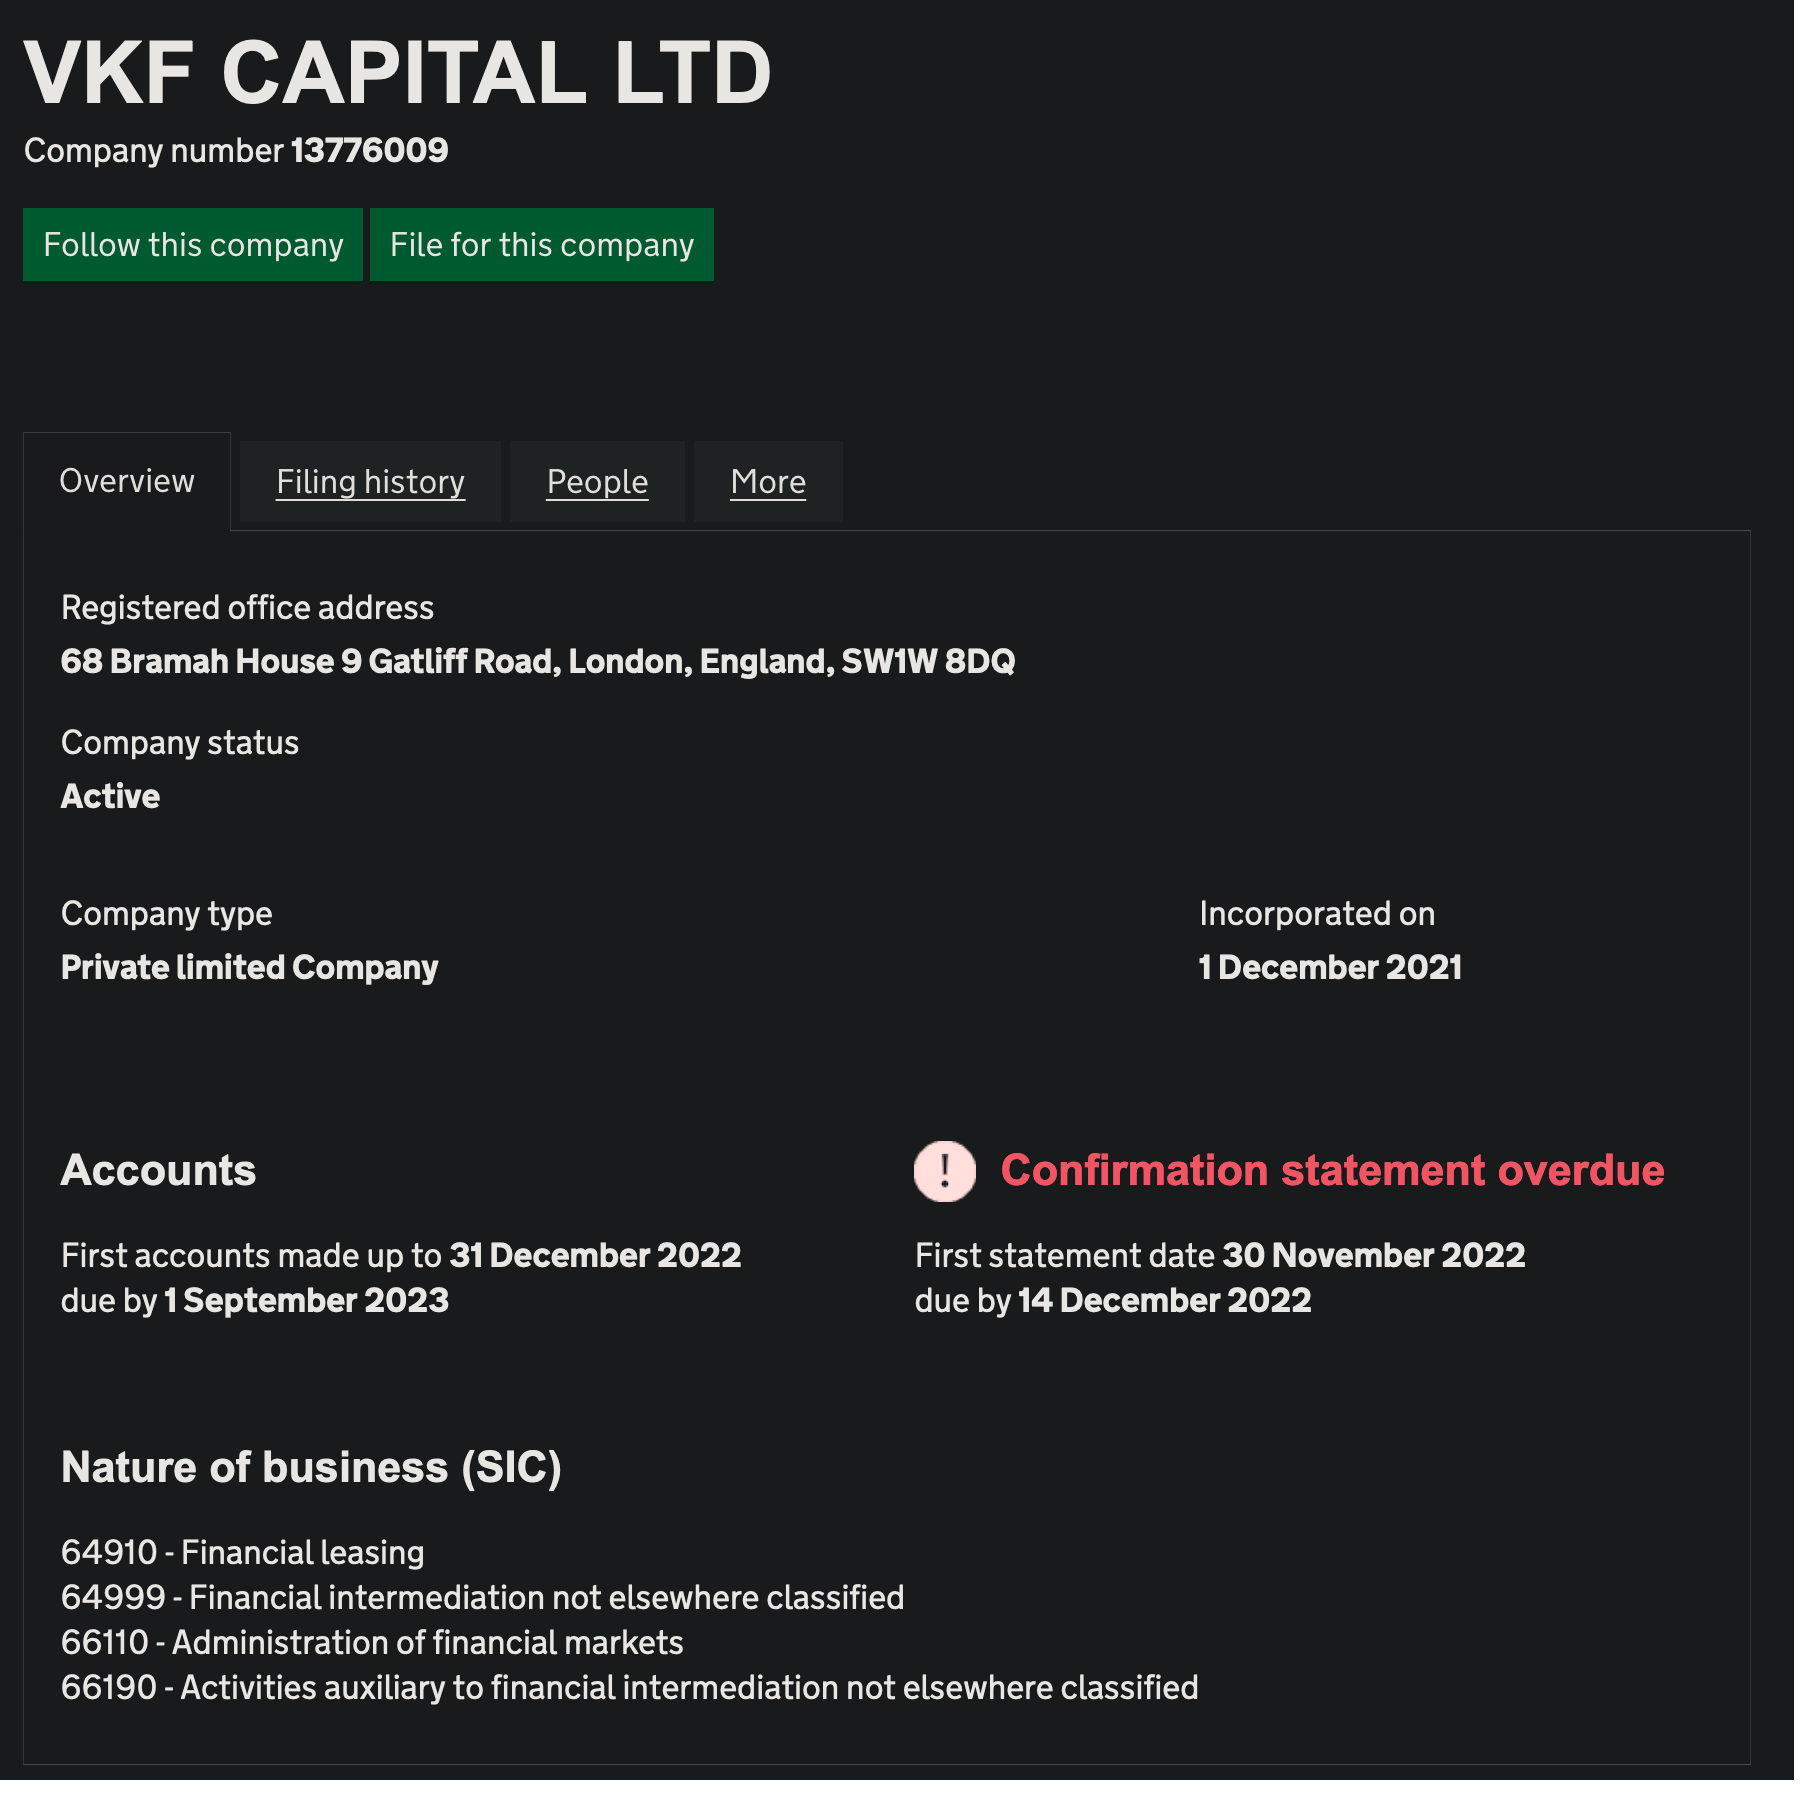 VKF CAPITAL LTD
Company number 13776009
Follow this company File for this company
Overview Filing history People More
Registered office address
68 Bramah House 9 Gatliff Road, London, England, SW1W 8DQ
Company status
Active
Company type
Private limited Company
Incorporated on
1 December 2021
Accounts
First accounts made up to 31 December 2022
due by 1 September 2023
! Confirmation statement overdue
First statement date 30 November 2022
due by 14 December 2022
Nature of business (SIC)
64910 - Financial leasing
64999 - Financial intermediation not elsewhere classified
66110 - Administration of financial markets
66190 - Activities auxiliary to financial intermediation not elsewhere classified